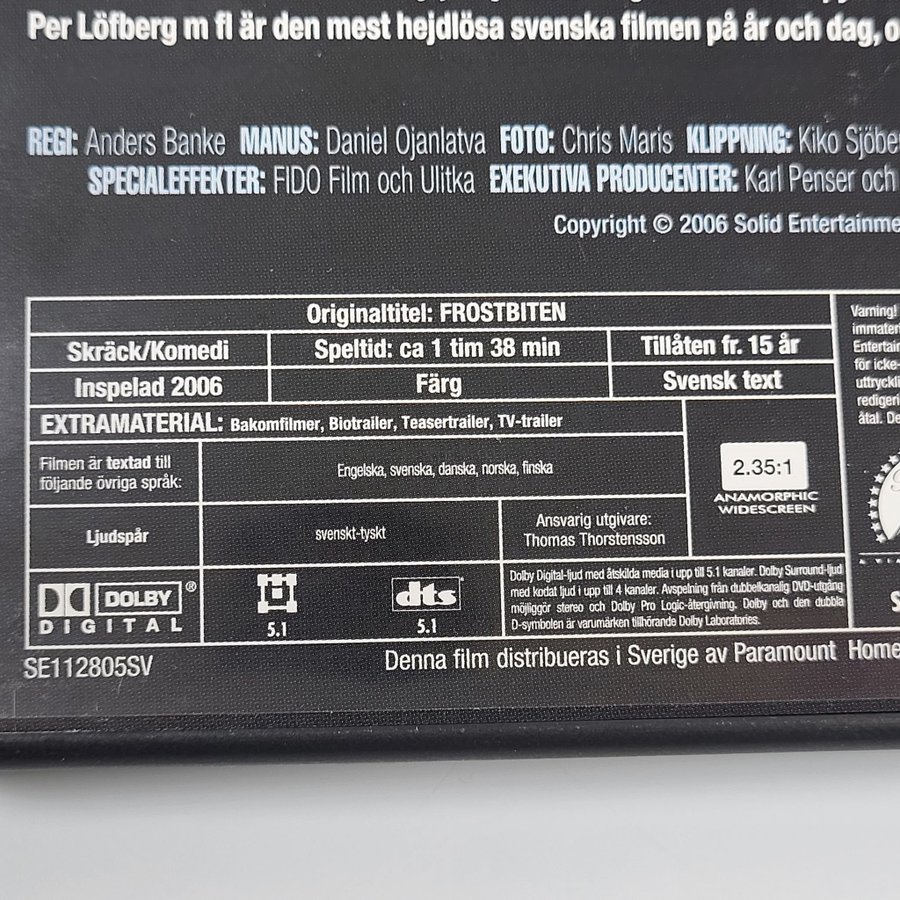 Per Löfberg m fl är den mest hejdlösa svenska filmen på år och dag,
REGI: Anders Banke MANUS: Daniel Ojanlatva FOTO: Chris Maris KLIPPNING: Kiko
SPECIALEFFEKTER: FIDO Film och Ulitka EXEKUTIVA PRODUCENTER: Karl Penser och
Copyright © 2006 Solid
Originaltitel: FROSTBITEN
Skräck/Komedi Speltid: ca 1 tim 38 min Tillåten fr. 15 år
Inspelad 2006 Färg Svensk text
EXTRAMATERIAL: Bakomfilmer, Biotrailer, Teasertrailer, TV-trailer
Filmen är textad till
följande övriga språk:
Engelska, svenska, danska, norska, finska
2.35:1
ANAMORPHIC
WIDESCREEN
Ljudspår
svenskt-tyskt
Ansvarig utgivare:
Thomas Thorstensson
DOLBY ®
DIGITAL
5.1
dts
5.1
Dolby Digital-ljud med åtskilda media i upp till 5.1 kanaler. Dolby Surround-ljud
med kodat ljud i upp till 4 kanaler. Avspelning från dubbelkanalig DVD-utgång
möjliggör stereo och Dolby Pro Logic-återgivning. Dolby och den dubbla
D-symbolen är varumärken tillhörande Dolby Laboratories.
Varning!
för icke-
åtal.
SE112805SV
Denna film distribueras i Sverige av Paramount Home